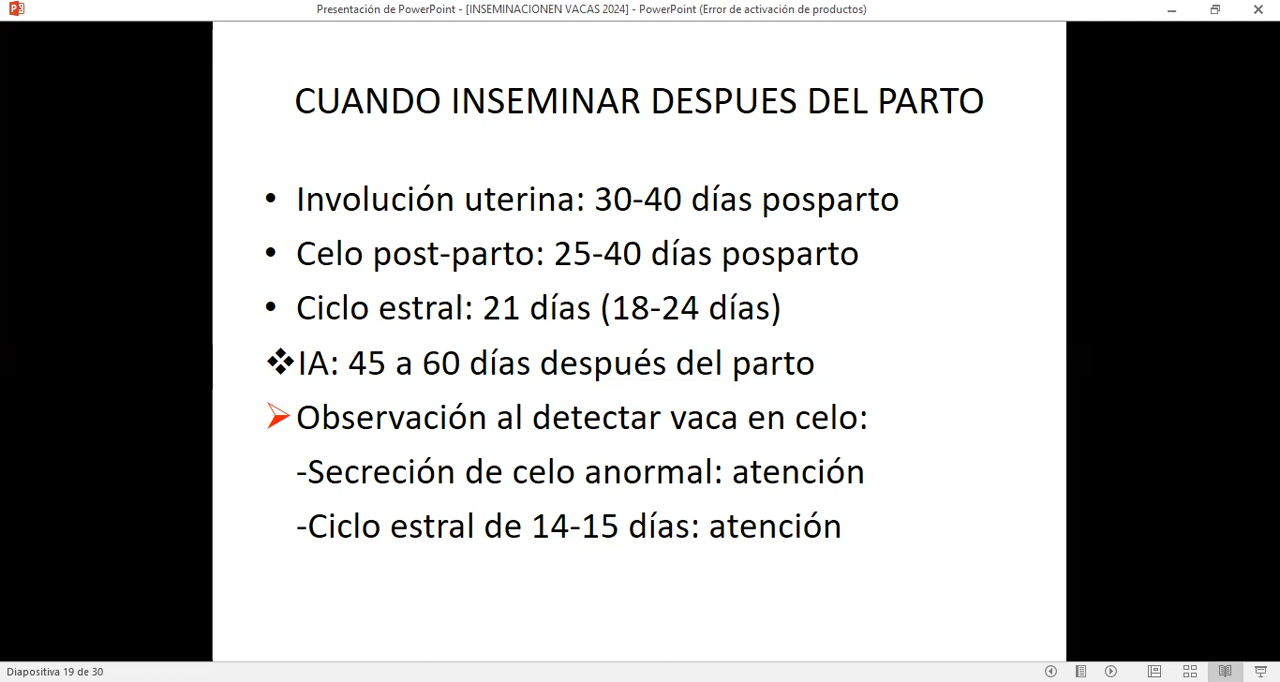 Presentación de PowerPoint - [INSEMINACIONEN VACAS 2024] - PowerPoint (Error de activación de productos)
CUANDO INSEMINAR DESPUES DEL PARTO
• Involución uterina: 30-40 días posparto
• Celo post-parto: 25-40 días posparto
• Ciclo estral: 21 días (18-24 días)
❖IA: 45 a 60 días después del parto
➢Observación al detectar vaca en celo:
-Secreción de celo anormal: atención
-Ciclo estral de 14-15 días: atención
Diapositiva 19 de 30